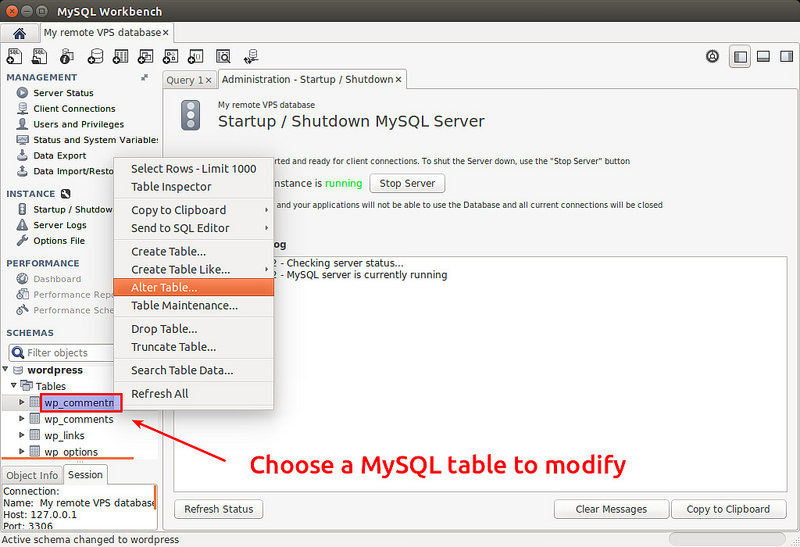 MySQL Workbench
My remote VPS database×
MANAGEMENT
Server Status
Client Connections
Users and Privileges
Status and System Variables
Data Export
Data Import/Resto
INSTANCE
Startup / Shutdown
Server Logs
Options File
PERFORMANCE
Dashboard
Performance Repo
Performance Sche
SCHEMAS
Filter objects
wordpress
Tables
wp_commentm
wp_comments
wp_links
wp_options
Object Info Session
Connection:
Name: My remote VPS database
Host: 127.0.0.1
Port: 3306
Active schema changed to wordpress
Select Rows - Limit 1000
Table Inspector
Copy to Clipboard
Send to SQL Editor
Create Table...
Create Table Like...
Alter Table...
Table Maintenance...
Drop Table...
Truncate Table...
Search Table Data...
Refresh All
Query 1× Administration - Startup / Shutdown×
My remote VPS database
Startup / Shutdown MySQL Server
rted and ready for client connections. To shut the Server down, use the "Stop Server" button
nstance is running Stop Server
and your applications will not be able to use the Database and all current connections will be closed
og
2 - Checking server status...
2 - MySQL server is currently running
Choose a MySQL table to modify
Refresh Status Clear Messages Copy to Clipboard